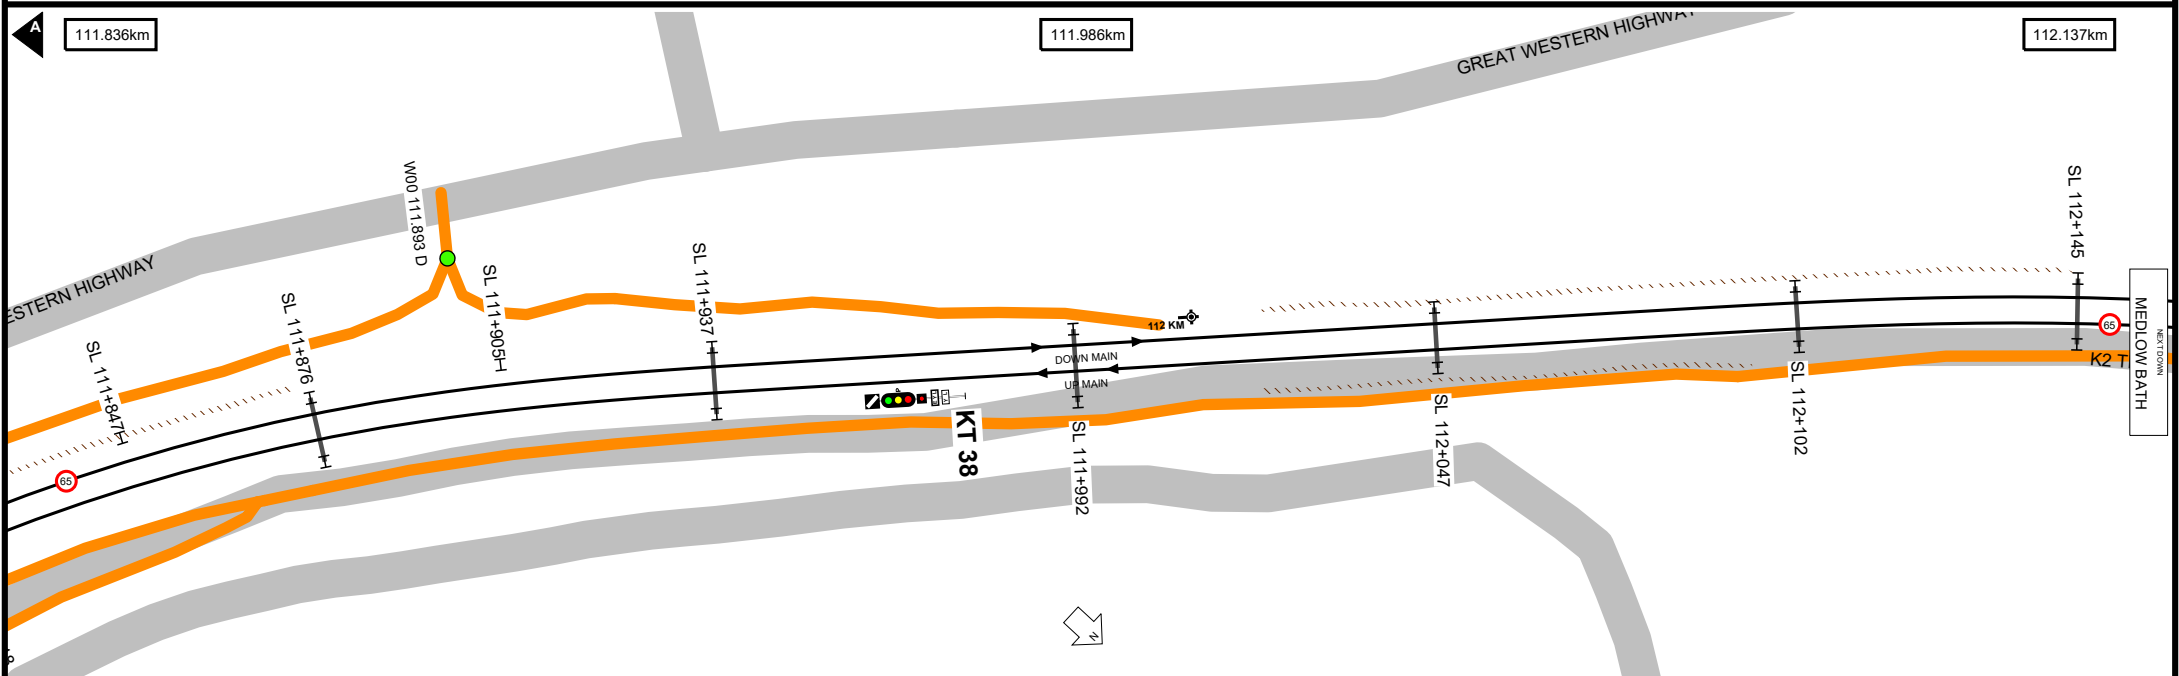 A
111.836km
111.986km
112.137km
GREAT WESTERN HIGHWAY
ESTERN HIGHWAY
W00 111.893 D
SL 111+847
SL 111+876
SL 111+905
SL 111+937
SL 111+992
SL 112+047
SL 112+102
SL 112+145
112 KM
DOWN MAIN
UP MAIN
KT 38
65
65
K2 T
NEXT DOWN
MEDLOW BATH
N